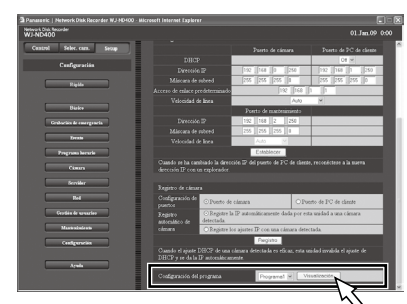 Panasonic | Network Disk Recorder WJ-ND400 - Microsoft Internet Explorer
Network Disk Recorder
WJ-ND400
01.Jan.09 0:00
Control Selec. cam. Setup
Configuración
Rápido
Básico
Grabación de emergencia
Evento
Programa horario
Cámara
Servidor
Red
Gestión de usuarios
Mantenimiento
Configuración
Ayuda
Puerto de cámara Puerto de PC de cliente
DHCP Off
Dirección IP 192 168 0 250 192 168 1 250
Máscara de subred 255 255 255 0 255 255 255 0
Acceso de enlace predeterminado 192 168 1 1
Velocidad de línea Auto
Puerto de mantenimiento
Dirección IP 192 168 2 250
Máscara de subred 255 255 255 0
Velocidad de línea Auto
Establecer
Cuando se ha cambiado la dirección IP del puerto de PC de cliente, reconéctese a la nueva
dirección IP con un explorador.
Registro de cámara
Configuración de puertos Puerto de cámara Puerto de PC de cliente
Registro automático de cámara
Registre la IP automáticamente dada por esta unidad a una cámara detectada.
Registre los ajustes IP con una cámara detectada.
Registro
Cuando el ajuste DHCP de una cámara detectada es efectivo, esta unidad invalida el ajuste de
DHCP y se da la IP automáticamente.
Configuración del programa Programa1 Visualización